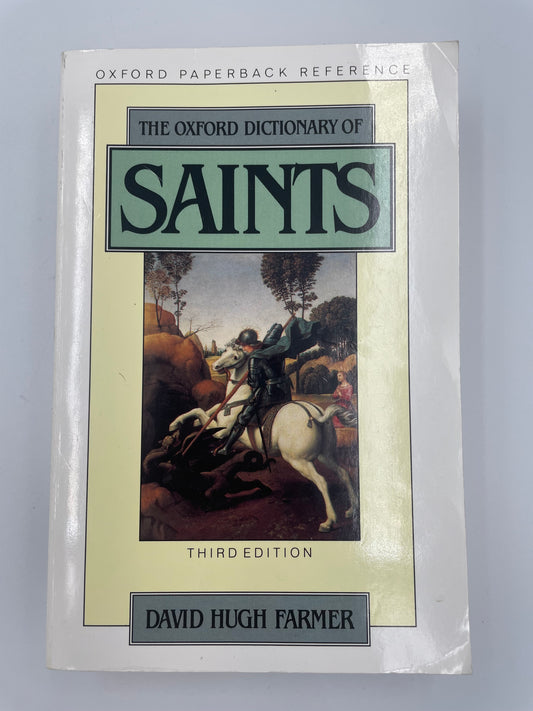 OXFORD PAPERBACK REFERENCE
THE OXFORD DICTIONARY OF
SAINTS
THIRD EDITION
DAVID HUGH FARMER